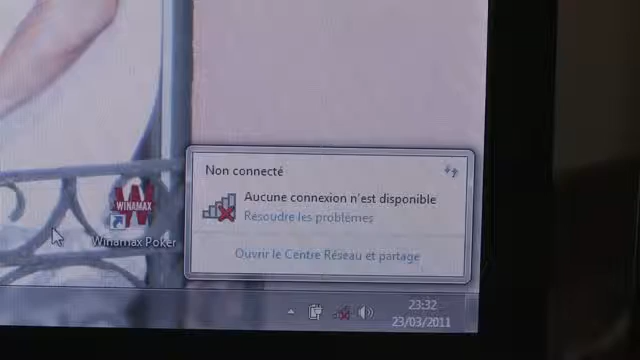 Non connecté
Aucune connexion n'est disponible
Résoudre les problèmes
Ouvrir le Centre Réseau et partage
WINAMAX
Winamax Poker
23:32
23/03/2011